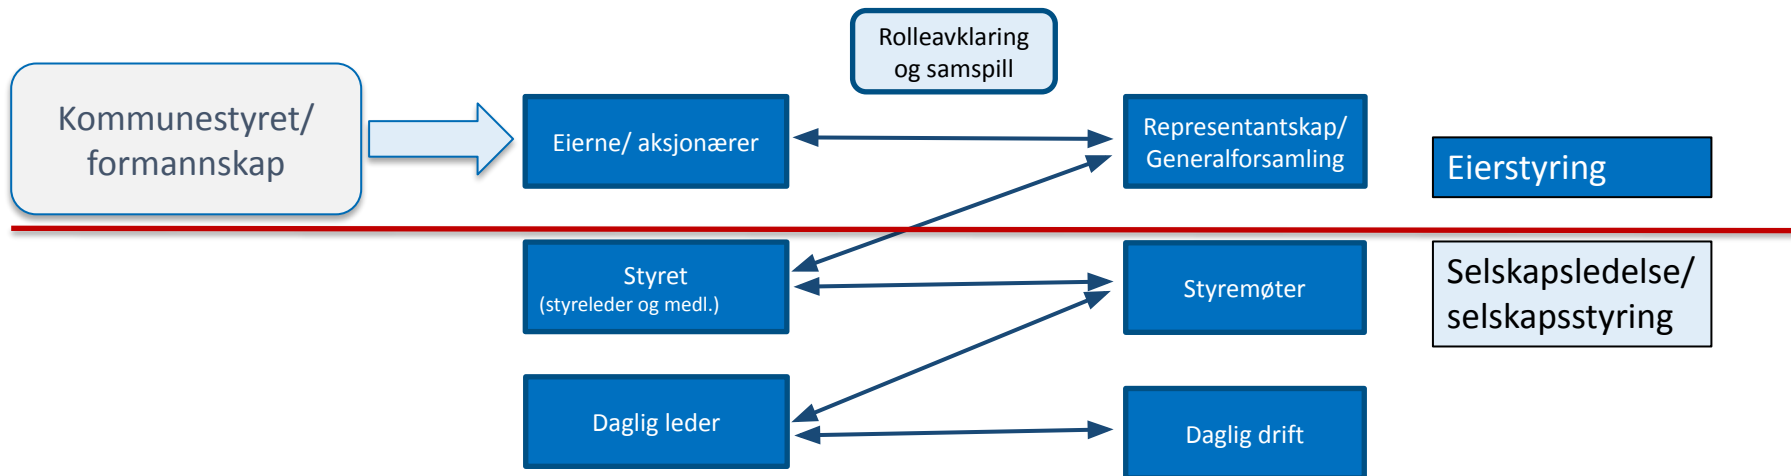 Rolleavklaring
og samspill
Kommunestyret/
formannskap
Eierne/ aksjonærer
Representantskap/
Generalforsamling
Eierstyring
Styret
(styreleder og medl.)
Styremøter
Selskapsledelse/
selskapsstyring
Daglig leder
Daglig drift